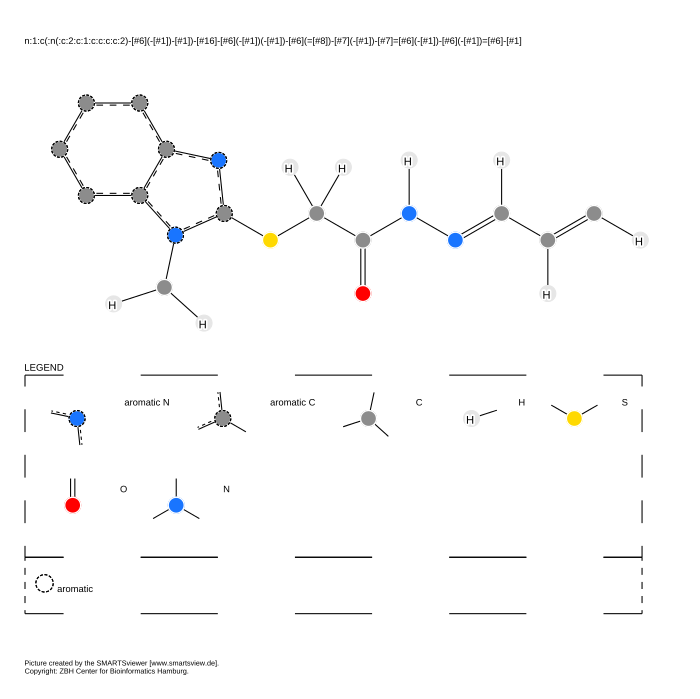 n:1:c(:n(:c:2:c:1:c:c:c:c:2)-[#6](-[#1])-[#1])-[#16]-[#6](-[#1])(-[#1])-[#6](=[#8])-[#7](-[#1])-[#7]=[#6](-[#1])-[#6](-[#1])=[#6]-[#1]
H H H H
H H
H H
LEGEND
aromatic N aromatic C C H H S
O N
aromatic
Picture created by the SMARTSviewer [www.smartsview.de].
Copyright: ZBH Center for Bioinformatics Hamburg.